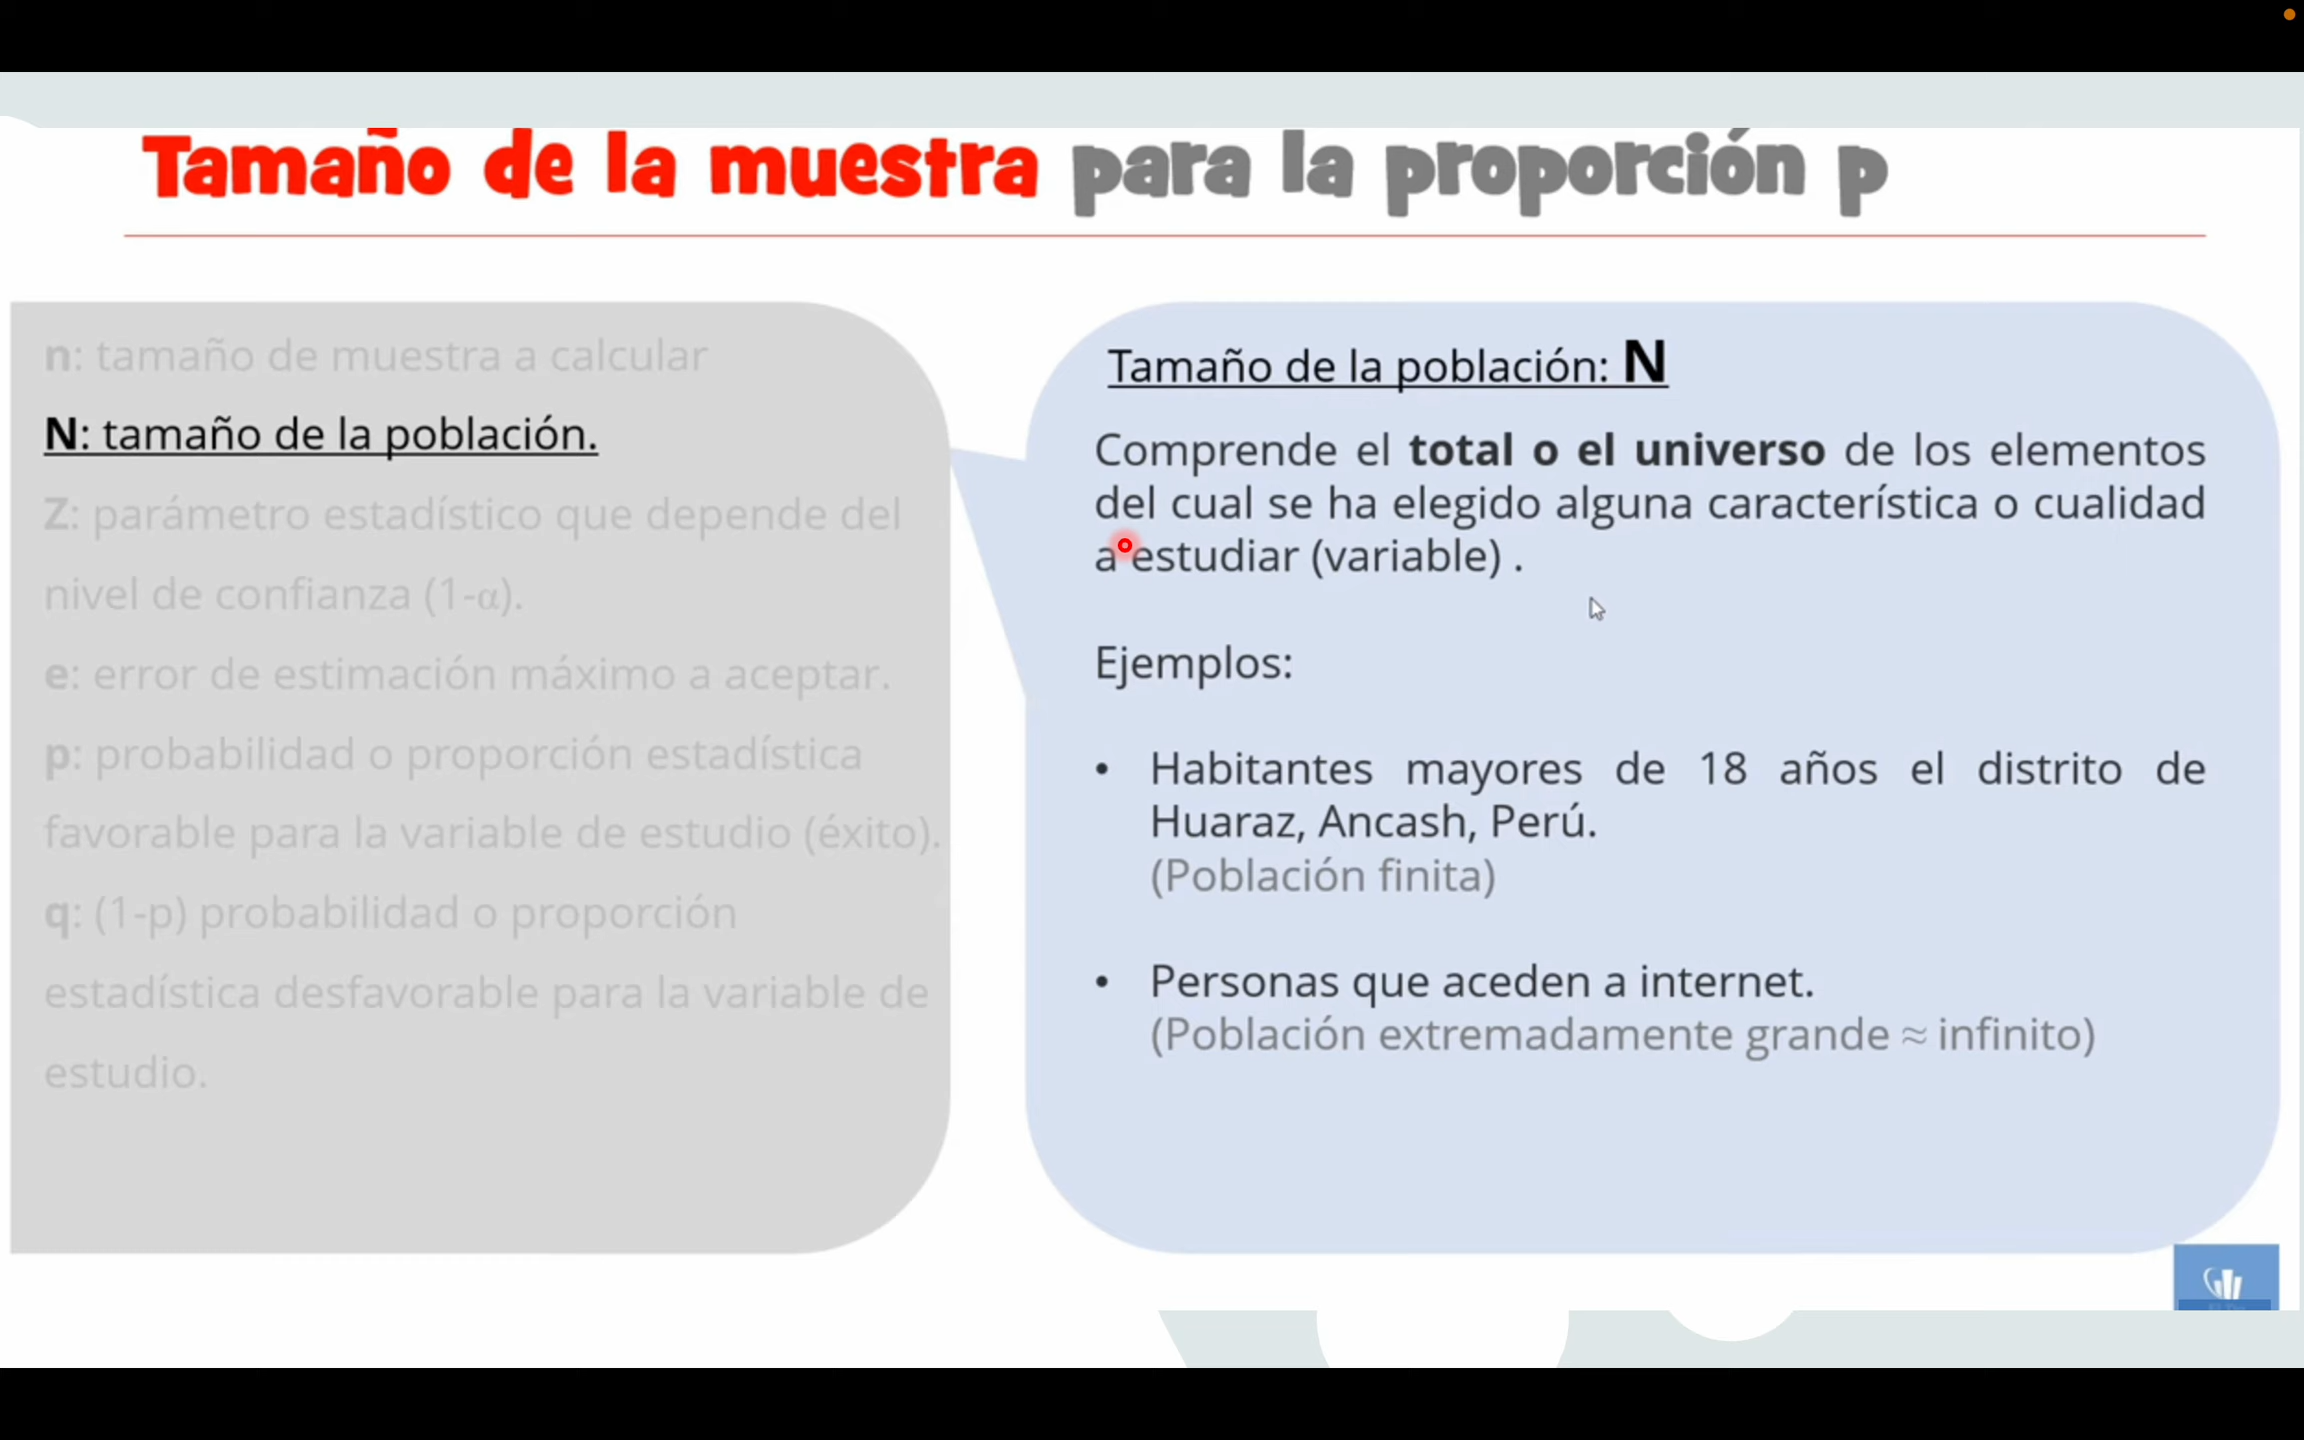 Tamaño de la muestra para la proporción p
n: tamaño de muestra a calcular
N: tamaño de la población.
Z: parámetro estadístico que depende del
nivel de confianza (1-α).
e: error de estimación máximo a aceptar.
p: probabilidad o proporción estadística
favorable para la variable de estudio (éxito).
q: (1-p) probabilidad o proporción
estadística desfavorable para la variable de
estudio.
Tamaño de la población: N
Comprende el total o el universo de los elementos
del cual se ha elegido alguna característica o cualidad
a estudiar (variable) .
Ejemplos:
• Habitantes mayores de 18 años el distrito de
Huaraz, Ancash, Perú.
(Población finita)
• Personas que aceden a internet.
(Población extremadamente grande ≈ infinito)